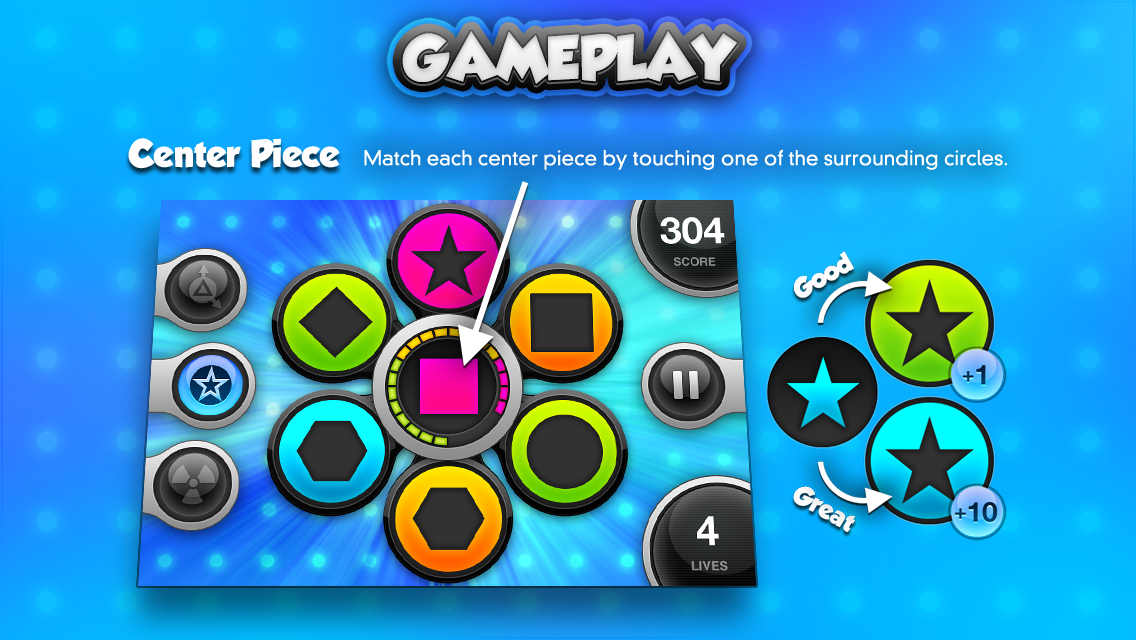 GAMEPLAY
Center Piece Match each center piece by touching one of the surrounding circles.
304
SCORE
Good
+1
Great
+10
4
LIVES